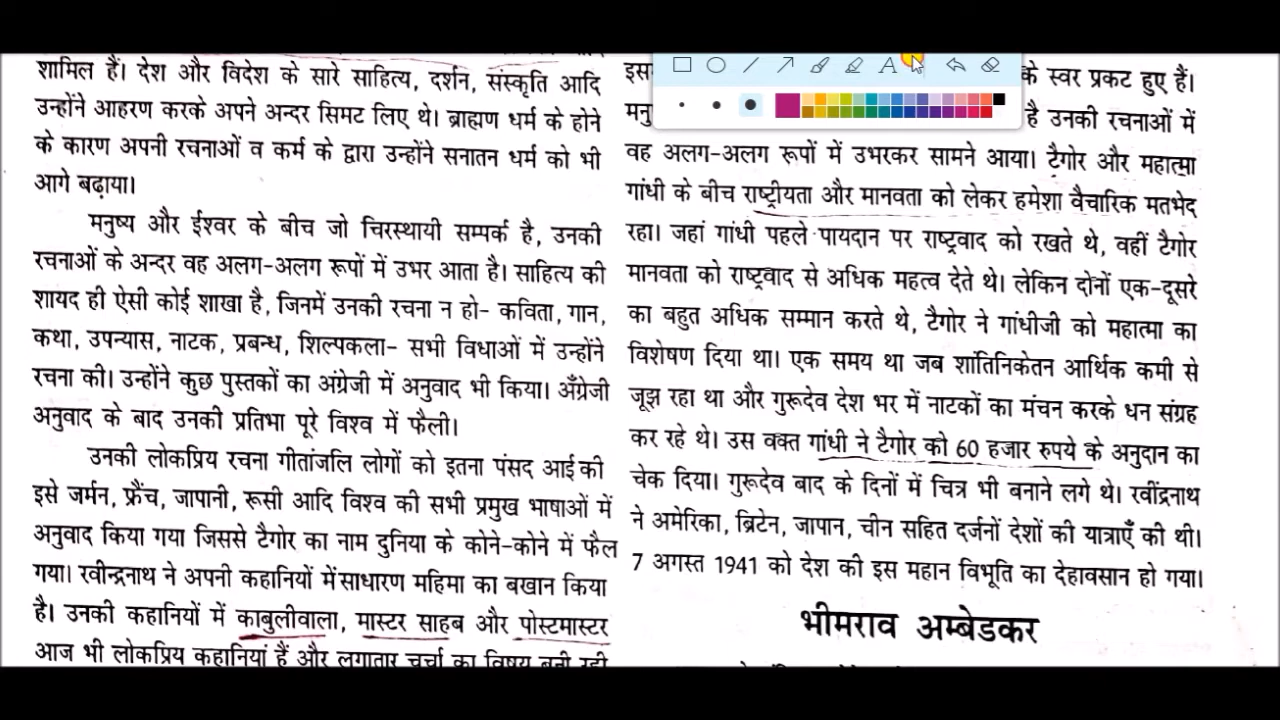 शामिल हैं। देश और विदेश के सारे साहित्य, दर्शन, संस्कृति आदि
उन्होंने आहरण करके अपने अन्दर सिमट लिए थे। ब्राह्मण धर्म के होने
के कारण अपनी रचनाओं व कर्म के द्वारा उन्होंने सनातन धर्म को भी
आगे बढ़ाया।
मनुष्य और ईश्वर के बीच जो चिरस्थायी सम्पर्क है, उनकी
रचनाओं के अन्दर वह अलग-अलग रूपों में उभर आता है। साहित्य की
शायद ही ऐसी कोई शाखा है, जिनमें उनकी रचना न हो- कविता, गान,
कथा, उपन्यास, नाटक, प्रबन्ध, शिल्पकला- सभी विधाओं में उन्होंने
रचना की। उन्होंने कुछ पुस्तकों का अंग्रेजी में अनुवाद भी किया। अँग्रेजी
अनुवाद के बाद उनकी प्रतिभा पूरे विश्व में फैली।
उनकी लोकप्रिय रचना गीतांजलि लोगों को इतना पंसद आई की
इसे जर्मन, फ्रैंच, जापानी, रूसी आदि विश्व की सभी प्रमुख भाषाओं में
अनुवाद किया गया जिससे टैगोर का नाम दुनिया के कोने-कोने में फैल
गया। रवीन्द्रनाथ ने अपनी कहानियों में साधारण महिमा का बखान किया
है। उनकी कहानियों में काबुलीवाला, मास्टर साहब और पोस्टमास्टर
आज भी लोकप्रिय कहानियां हैं और लगातार चर्चा का विषय बनी रही
के स्वर प्रकट हुए हैं।
है उनकी रचनाओं में
वह अलग-अलग रूपों में उभरकर सामने आया। टैगोर और महात्मा
गांधी के बीच राष्ट्रीयता और मानवता को लेकर हमेशा वैचारिक मतभेद
रहा। जहां गांधी पहले पायदान पर राष्ट्रवाद को रखते थे, वहीं टैगोर
मानवता को राष्ट्रवाद से अधिक महत्व देते थे। लेकिन दोनों एक-दूसरे
का बहुत अधिक सम्मान करते थे, टैगोर ने गांधीजी को महात्मा का
विशेषण दिया था। एक समय था जब शांतिनिकेतन आर्थिक कमी से
जूझ रहा था और गुरूदेव देश भर में नाटकों का मंचन करके धन संग्रह
कर रहे थे। उस वक्त गांधी ने टैगोर को 60 हजार रुपये के अनुदान का
चेक दिया। गुरूदेव बाद के दिनों में चित्र भी बनाने लगे थे। रवींद्रनाथ
ने अमेरिका, ब्रिटेन, जापान, चीन सहित दर्जनों देशों की यात्राएँ की थी।
7 अगस्त 1941 को देश की इस महान विभूति का देहावसान हो गया।
भीमराव अम्बेडकर